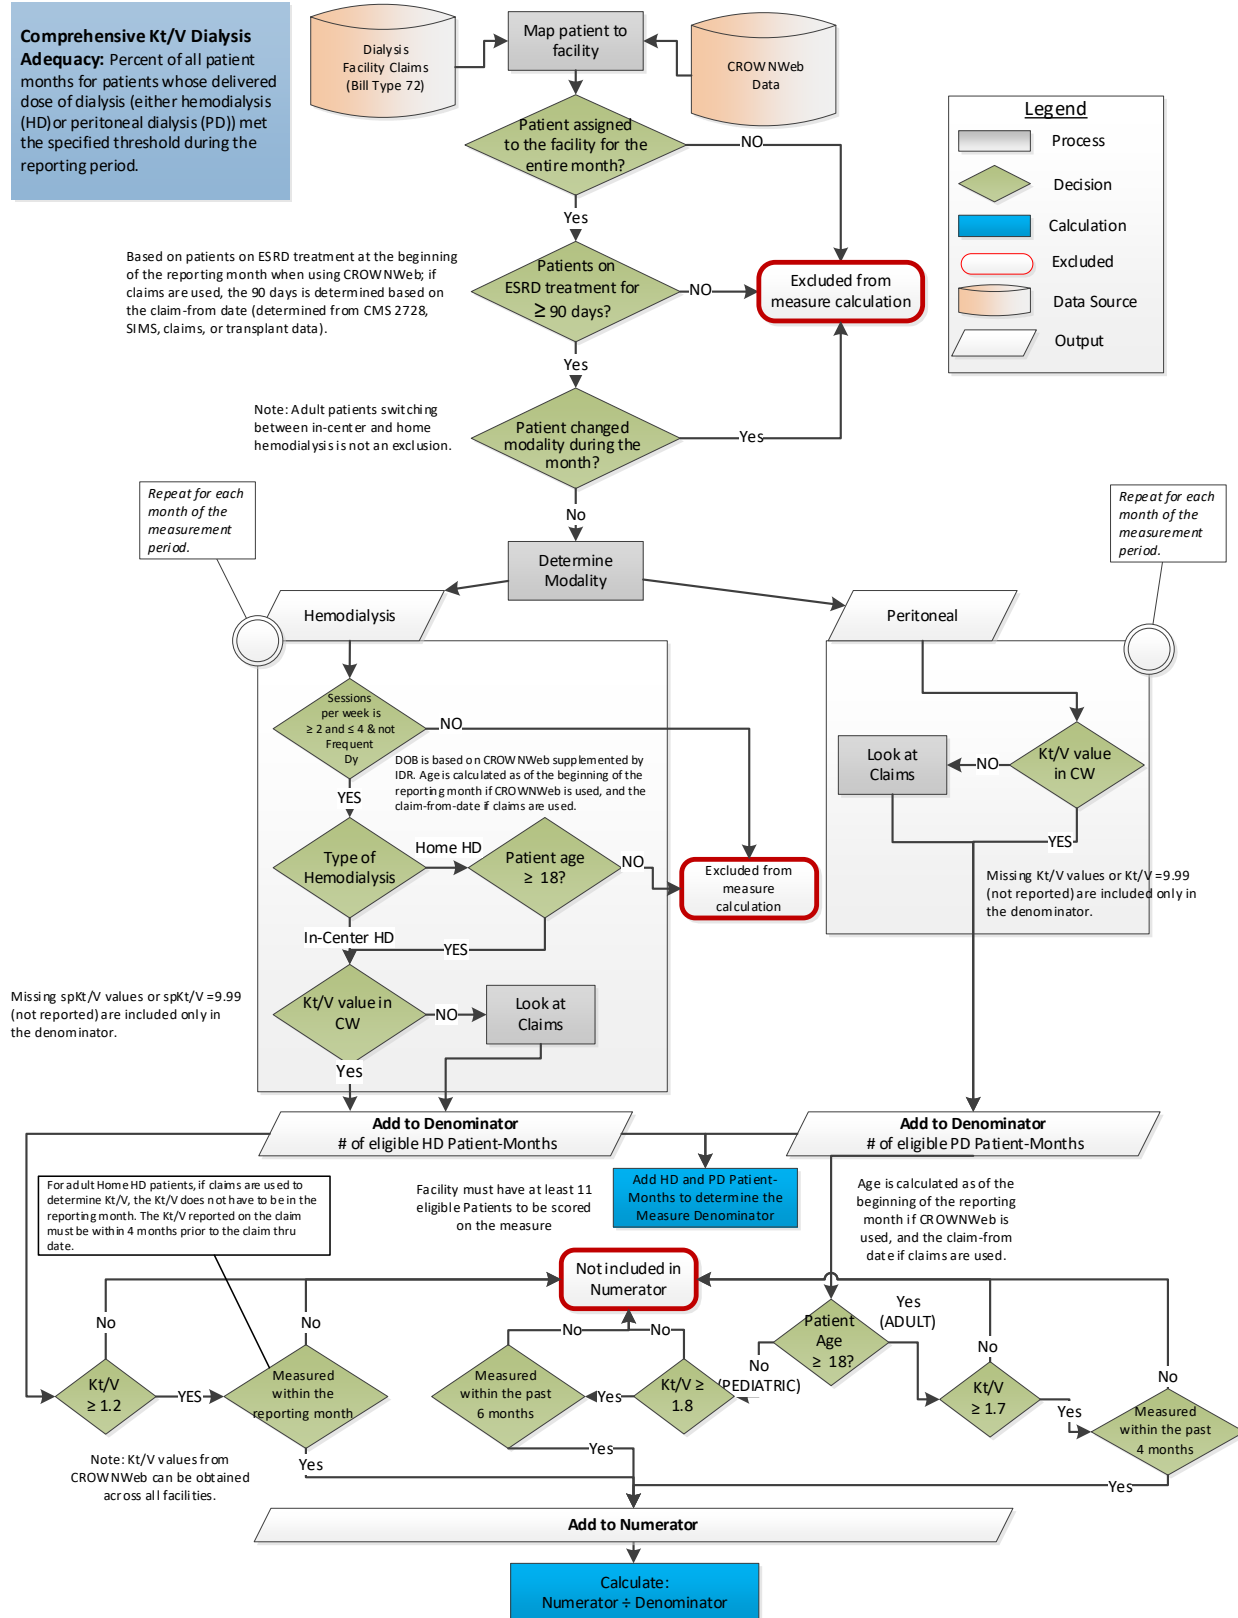 Comprehensive Kt/V Dialysis
Adequacy: Percent of all patient
months for patients whose delivered
dose of dialysis (either hemodialysis
(HD) or peritoneal dialysis (PD)) met
the specified threshold during the
reporting period.
Dialysis
Facility Claims
(Bill Type 72)
Map patient to
facility
CROWNWeb
Data
Legend
Process
Decision
Calculation
Excluded
Data Source
Output
Patient assigned
to the facility for the
entire month?
NO
Yes
Based on patients on ESRD treatment at the beginning
of the reporting month when using CROWNWeb; if
claims are used, the 90 days is determined based on
the claim-from date (determined from CMS 2728,
SIMS, claims, or transplant data).
Patients on
ESRD treatment for
≥ 90 days?
NO
Excluded from
measure calculation
Yes
Note: Adult patients switching
between in-center and home
hemodialysis is not an exclusion.
Patient changed
modality during the
month?
Yes
No
Repeat for each
month of the
measurement
period.
Repeat for each
month of the
measurement
period.
Determine
Modality
Hemodialysis
Peritoneal
Sessions
per week is
≥ 2 and ≤ 4 & not
Frequent
Dy
NO
DOB is based on CROWNWeb supplemented by
IDR. Age is calculated as of the beginning of the
reporting month if CROWNWeb is used, and the
claim-from-date if claims are used.
YES
Look at
Claims
NO
Kt/V value
in CW
YES
Type of
Hemodialysis
Home HD
Patient age
≥ 18?
NO
Excluded from
measure
calculation
Missing Kt/V values or Kt/V =9.99
(not reported) are included only in
the denominator.
In-Center HD
YES
Missing spKt/V values or spKt/V =9.99
(not reported) are included only in
the denominator.
Kt/V value in
CW
NO
Look at
Claims
Yes
Add to Denominator
# of eligible HD Patient-Months
Add to Denominator
# of eligible PD Patient-Months
For adult Home HD patients, if claims are used to
determine Kt/V, the Kt/V does not have to be in the
reporting month. The Kt/V reported on the claim
must be within 4 months prior to the claim thru
date.
Facility must have at least 11
eligible Patients to be scored
on the measure
Add HD and PD Patient-
Months to determine the
Measure Denominator
Age is calculated as of the
beginning of the reporting
month if CROWNWeb is
used, and the claim-from
date if claims are used.
Not included in
Numerator
No
No
No
No
No
No
Patient
Age
≥ 18?
Yes
(ADULT)
No
(PEDIATRIC)
Kt/V
≥ 1.2
YES
Measured
within the
reporting month
Measured
within the past
6 months
Yes
Kt/V ≥
1.8
Kt/V
≥ 1.7
Yes
Measured
within the past
4 months
Note: Kt/V values from
CROWNWeb can be obtained
across all facilities.
Yes
Yes
Yes
Add to Numerator
Calculate:
Numerator ÷ Denominator